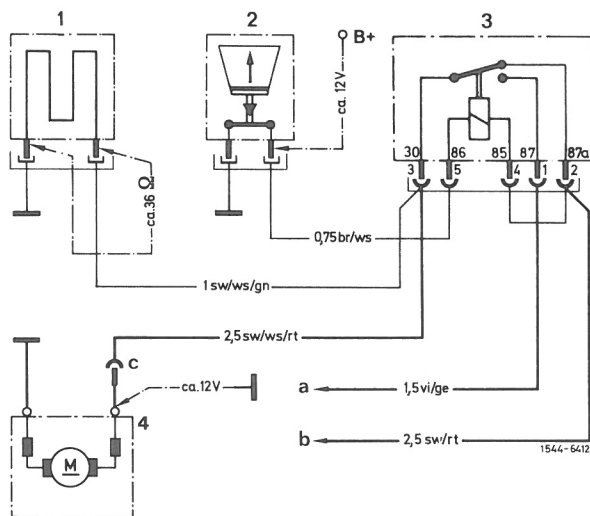 1
2
3
B+
ca. 12V
30 86 85 87 87a
3 5 4 1 2
ca.36 Ω
0,75 br/ws
1 sw/ws/gn
2,5 sw/ws/rt
c
ca.12V
a
1,5 vi/ge
4
b
2,5 sw/rt
1544-6412
M